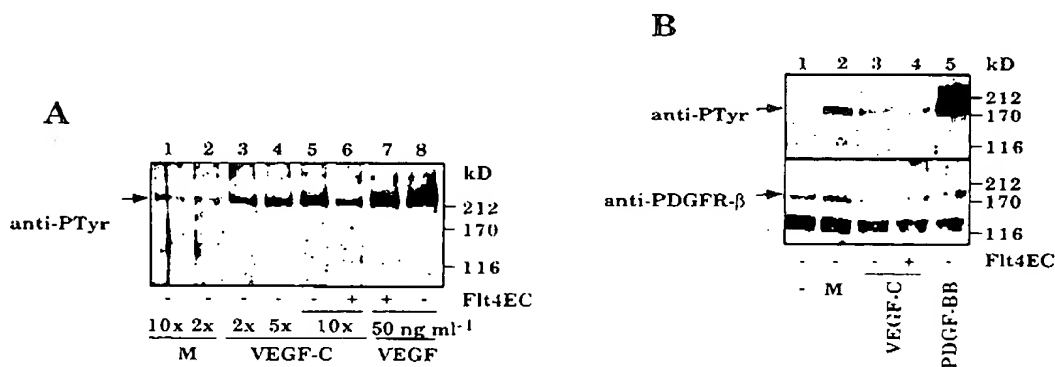 A
1 2 3 4 5 6 7 8 kD
anti-PTyr
212
170
116
- - - - - + + - Flt4EC
10x 2x 2x 5x 10x 50 ng ml-1
M VEGF-C VEGF
B
1 2 3 4 5 kD
anti-PTyr
212
170
116
anti-PDGFR-β
212
170
116
+ Flt4EC
- M VEGF-C PDGF-BB